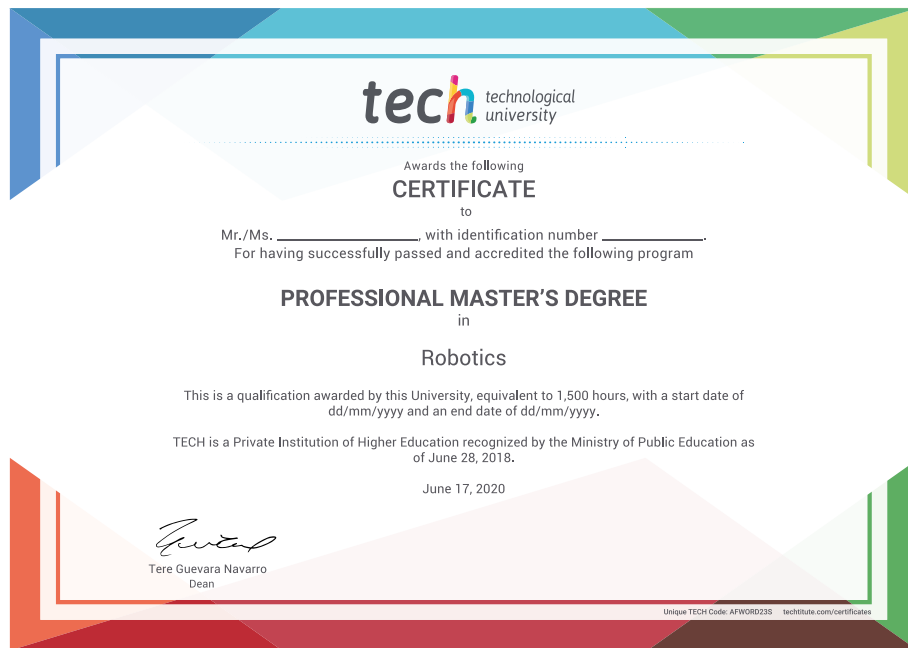 tech technological
university
Awards the following
CERTIFICATE
to
Mr./Ms. ____________, with identification number ____________.
For having successfully passed and accredited the following program
PROFESSIONAL MASTER'S DEGREE
in
Robotics
This is a qualification awarded by this University, equivalent to 1,500 hours, with a start date of
dd/mm/yyyy and an end date of dd/mm/yyyy.
TECH is a Private Institution of Higher Education recognized by the Ministry of Public Education as
of June 28, 2018.
June 17, 2020
Tere Guevara Navarro
Dean
Unique TECH Code: AFWORD23S techtitute.com/certificates